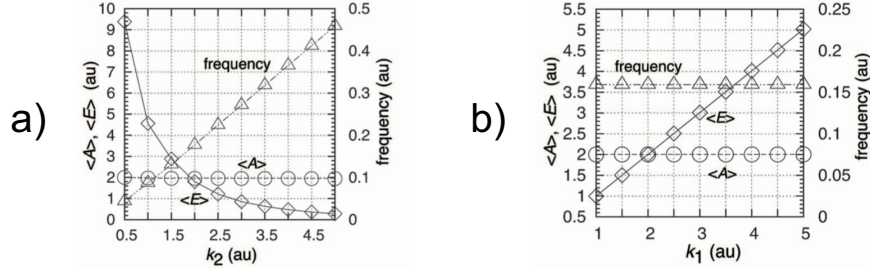 a)
10
9
8
7
6
5
4
3
2
1
0
<A>, <E> (au)
0.5
0.4
0.3
0.2
0.1
0
frequency (au)
frequency
<A>
<E>
0.5 1.5 2.5 3.5 4.5
k2 (au)
b)
5.5
5
4.5
4
3.5
3
2.5
2
1.5
1
0.5
<A>, <E> (au)
0.25
0.2
0.15
0.1
0.05
0
frequency (au)
frequency
<E>
<A>
1 2 3 4 5
k1 (au)